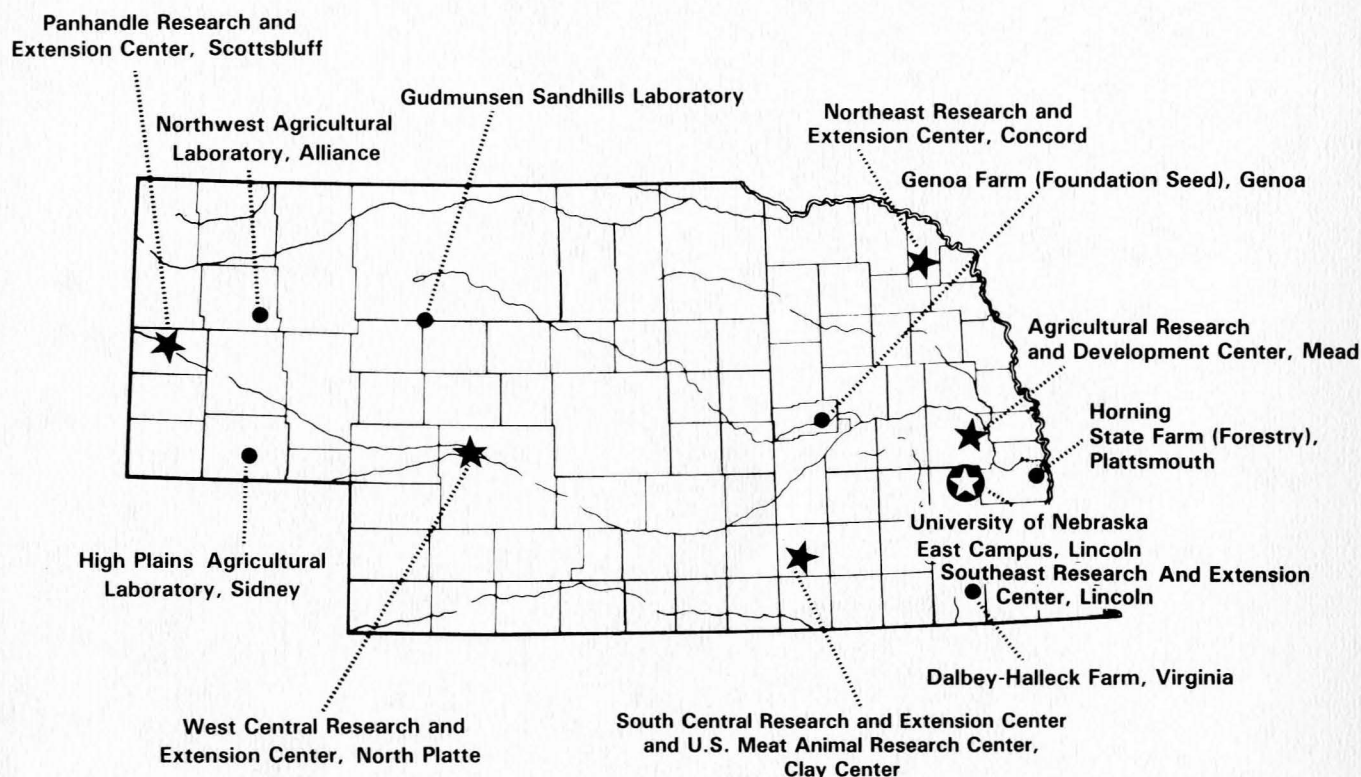 Panhandle Research and
Extension Center, Scottsbluff
Northwest Agricultural
Laboratory, Alliance
Gudmunsen Sandhills Laboratory
Northeast Research and
Extension Center, Concord
Genoa Farm (Foundation Seed), Genoa
Agricultural Research
and Development Center, Mead
Horning
State Farm (Forestry),
Plattsmouth
University of Nebraska
East Campus, Lincoln
Southeast Research And Extension
Center, Lincoln
High Plains Agricultural
Laboratory, Sidney
Dalbey-Halleck Farm, Virginia
West Central Research and
Extension Center, North Platte
South Central Research and Extension Center
and U.S. Meat Animal Research Center,
Clay Center